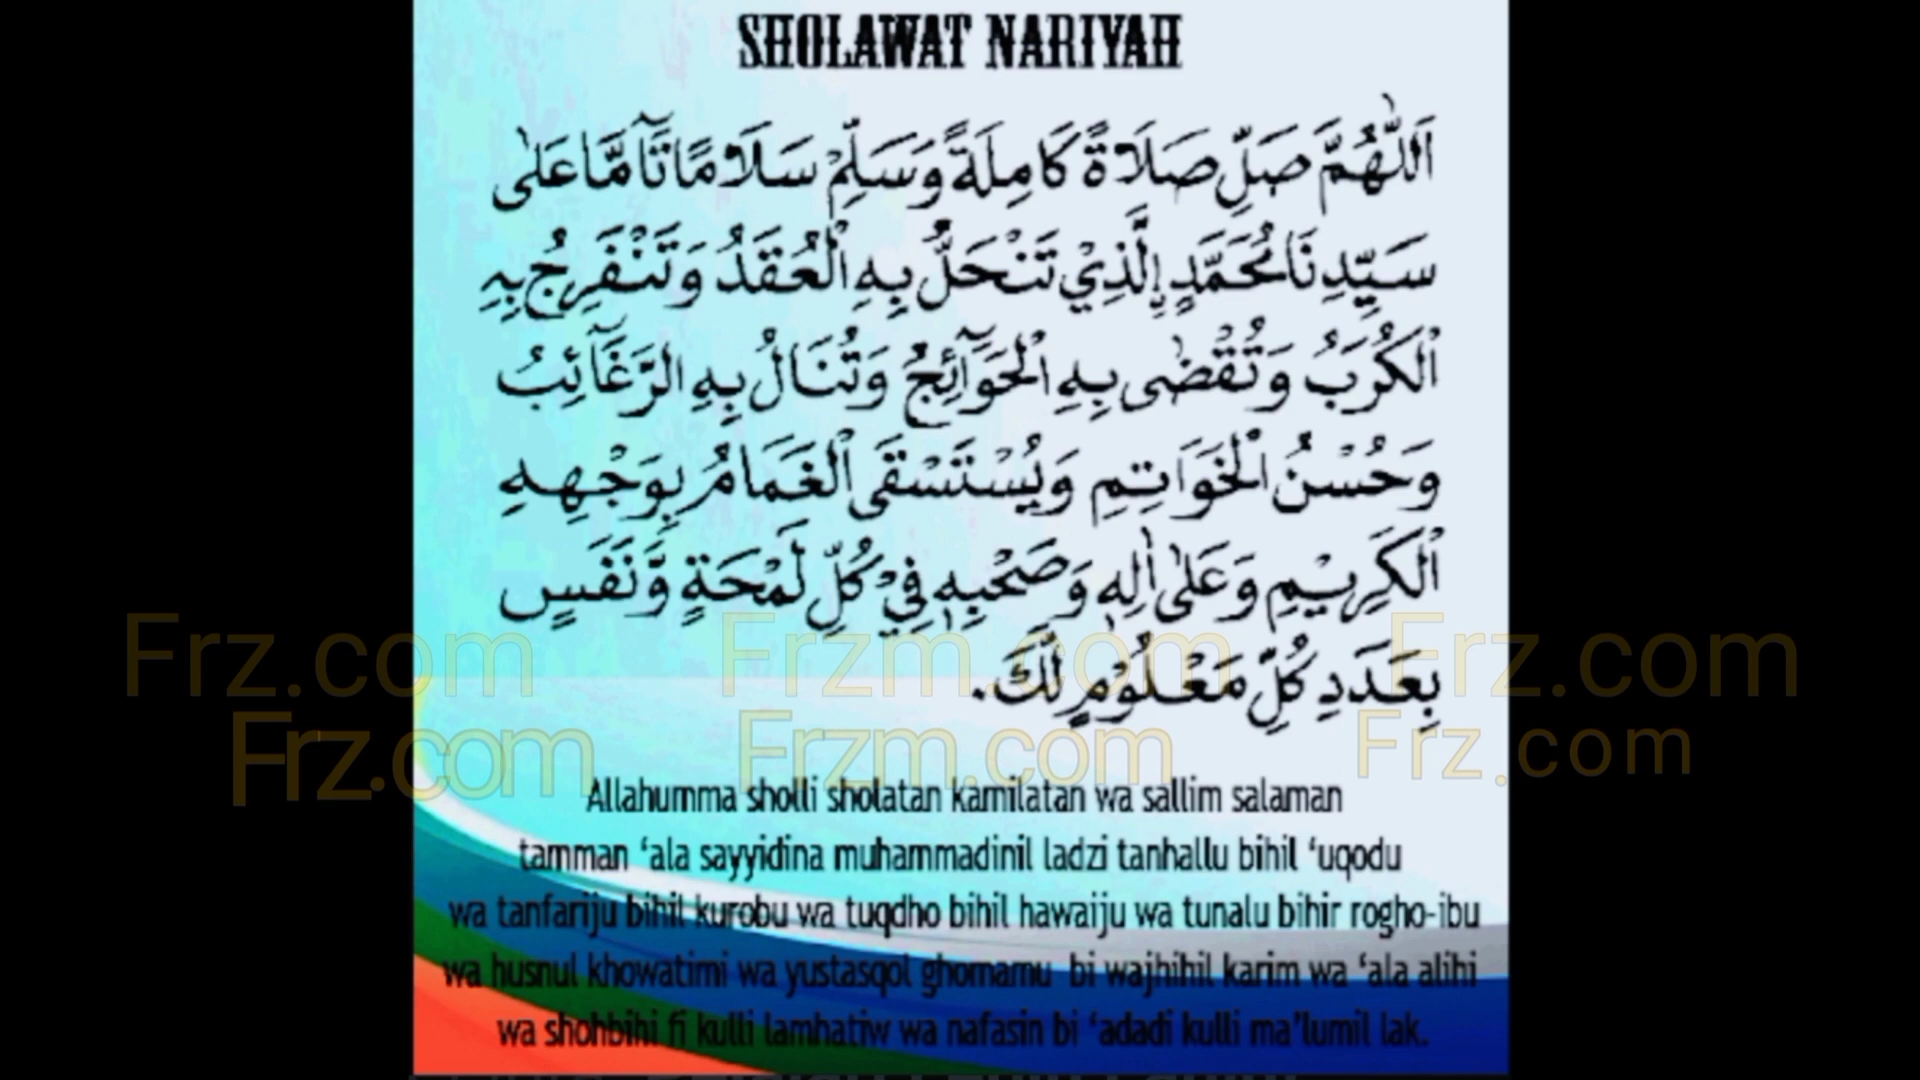 SHOLAWAT NARIYAH
اَللّٰهُمَّ صَلِّ صَلَاةً كَامِلَةً وَسَلِّمْ سَلَامًا تَآمًّا عَلٰى
سَيِّدِنَا مُحَمَّدٍ ࣙالَّذِيْ تَنْحَلُّ بِهِ الْعُقَدُ وَتَنْفَرِجُ بِهِ
الْكُرَبُ وَتُقْضٰى بِهِ الْحَوَآئِجُ وَتُنَالُ بِهِ الرَّغَآئِبُ
وَحُسْنُ الْخَوَاتِمِ وَيُسْتَسْقَى الْغَمَامُ بِوَجْهِهِ
الْكَرِيْمِ وَعَلٰى اٰلِهٖ وَصَحْبِهٖ فِيْ كُلِّ لَمْحَةٍ وَّنَفَسٍ
بِعَدَدِ كُلِّ مَعْلُوْمٍ لَّكَ.
Frz.com Frzm.com Frz.com
Frz.com Frzm.com Frz.com
Allahumma sholli sholatan kamilatan wa sallim salaman
tamman ‘ala sayyidina muhammadinil ladzi tanhallu bihil ‘uqodu
wa tanfariju bihil kurobu wa tuqdho bihil hawaiju wa tunalu bihir rogho-ibu
wa husnul khowatimi wa yustasqol ghomamu bi wajhihil karim wa ‘ala alihi
wa shohbihi fi kulli lamhatiw wa nafasin bi ‘adadi kulli ma’lumil lak.